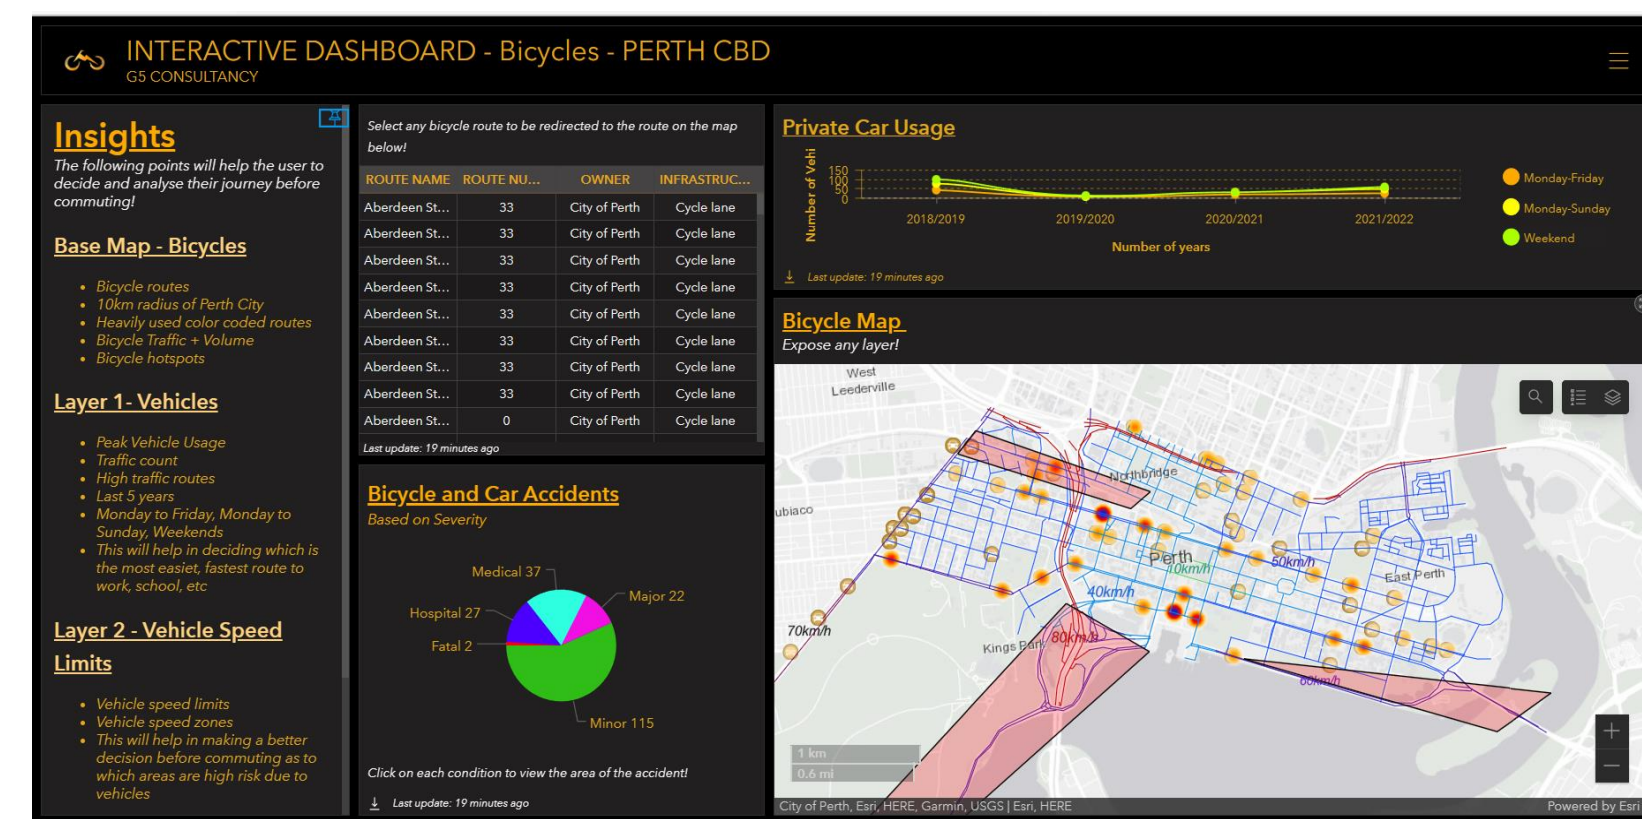 INTERACTIVE DASHBOARD - Bicycles - PERTH CBD
G5 CONSULTANCY
Insights
The following points will help the user to
decide and analyse their journey before
commuting!
Base Map - Bicycles
• Bicycle routes
• 10km radius of Perth City
• Heavily used color coded routes
• Bicycle Traffic + Volume
• Bicycle hotspots
Layer 1- Vehicles
• Peak Vehicle Usage
• Traffic count
• High traffic routes
• Last 5 years
• Monday to Friday, Monday to
Sunday, Weekends
• This will help in deciding which is
the most easiet, fastest route to
work, school, etc
Layer 2 - Vehicle Speed
Limits
• Vehicle speed limits
• Vehicle speed zones
• This will help in making a better
decision before commuting as to
which areas are high risk due to
vehicles
Select any bicycle route to be redirected to the route on the map
below!
ROUTE NAME ROUTE NU... OWNER INFRASTRUC...
Aberdeen St... 33 City of Perth Cycle lane
Aberdeen St... 33 City of Perth Cycle lane
Aberdeen St... 33 City of Perth Cycle lane
Aberdeen St... 33 City of Perth Cycle lane
Aberdeen St... 33 City of Perth Cycle lane
Aberdeen St... 33 City of Perth Cycle lane
Aberdeen St... 33 City of Perth Cycle lane
Aberdeen St... 33 City of Perth Cycle lane
Aberdeen St... 0 City of Perth Cycle lane
Last update: 19 minutes ago
Bicycle and Car Accidents
Based on Severity
Medical 37
Major 22
Hospital 27
Fatal 2
Minor 115
Click on each condition to view the area of the accident!
Last update: 19 minutes ago
Private Car Usage
Number of Vehi
150
100
50
0
2018/2019 2019/2020 2020/2021 2021/2022
Number of years
Monday-Friday
Monday-Sunday
Weekend
Last update: 19 minutes ago
Bicycle Map
Expose any layer!
West
Leederville
Northbridge
ubiaco
Perth
10km/h
50km/h
East Perth
40km/h
70km/h
80km/h
Kings Park
60km/h
1 km
0.6 mi
City of Perth, Esri, HERE, Garmin, USGS | Esri, HERE
Powered by Esri